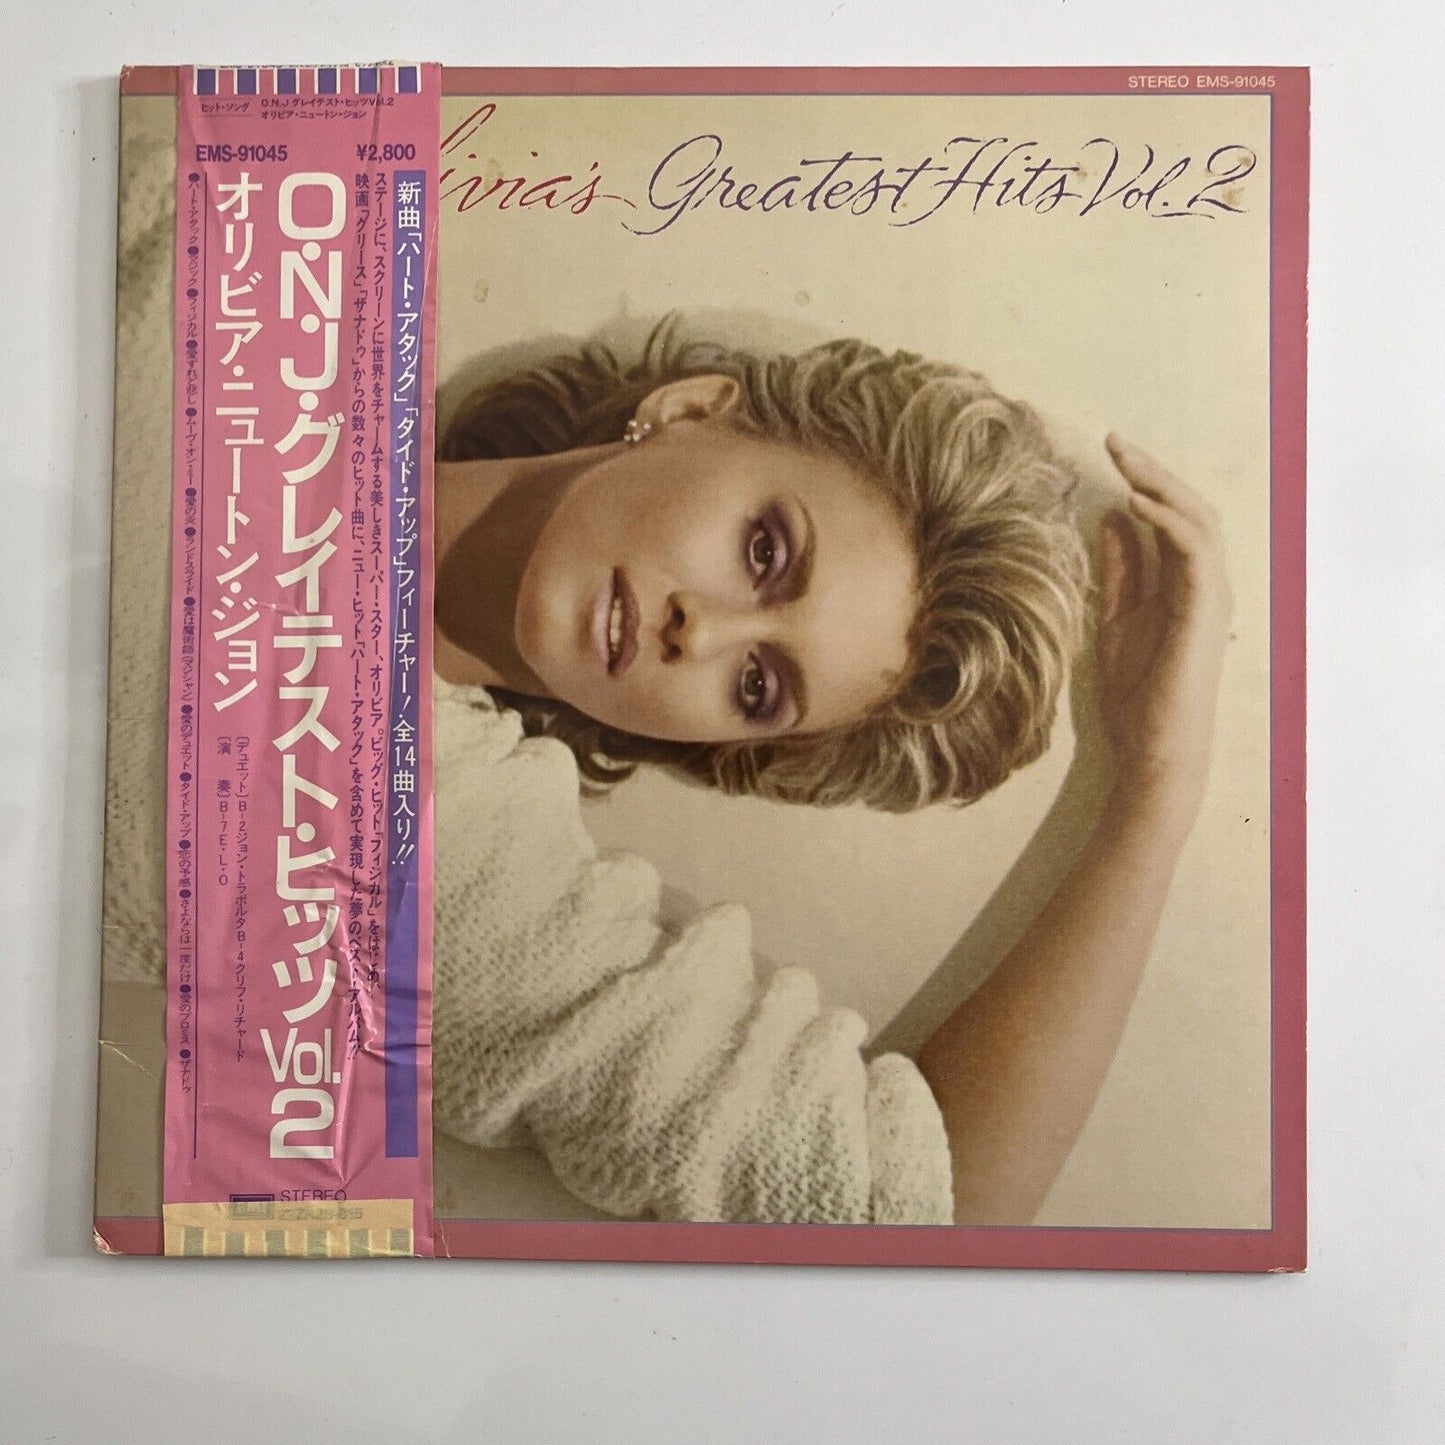 STEREO EMS-91045
ivia's Greatest Hits Vol. 2
ヒット・ソング
O.N.J グレイテスト・ヒッツVol.2
オリビア・ニュートン・ジョン
EMS-91045
¥2,800
新曲「ハート・アタック」「タイド・アップ」フィーチャー!・全14曲入り!!
ステージに、スクリーンに世界をチャームする美しきスーパー・スター、オリビア。ビッグ・ヒット「フィジカル」をはじめ、
映画「グリース」「ザナドゥ」からの数々のヒット曲に、ニュー・ヒット「ハート・アタック」を含めて実現した夢のベスト・アルバム!!
O・N・J・グレイテスト・ヒッツ Vol.2
オリビア・ニュートン・ジョン
〔デュエット〕B-2ジョン・トラボルタB-4クリフ・リチャード
〔演 奏〕B-7E・L・O
●ハート・アタック●マジック●フィジカル●愛すれど悲し●ムーヴ・オン・ミー●愛の炎●ランドスライド●愛は魔術師(マジシャン)●愛のデュエット●タイド・アップ●恋の予感●さよならは一度だけ●愛のプロミス●ザナドゥ
STEREO